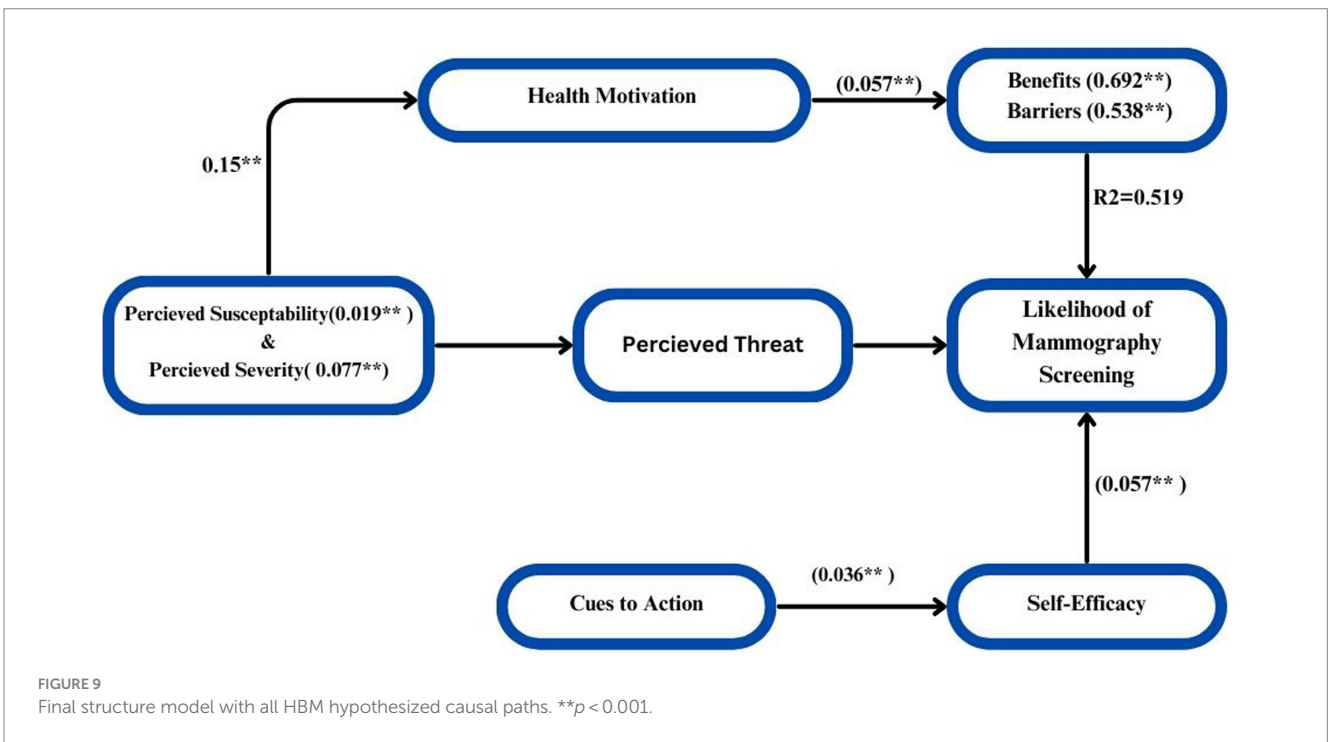 Health Motivation
(0.057**)
Benefits (0.692**)
Barriers (0.538**)
0.15**
R2=0.519
Percieved Susceptability(0.019** )
&
Percieved Severity( 0.077**)
Percieved Threat
Likelihood of
Mammography
Screening
(0.057** )
Cues to Action
(0.036** )
Self-Efficacy
FIGURE 9
Final structure model with all HBM hypothesized causal paths. **p < 0.001.